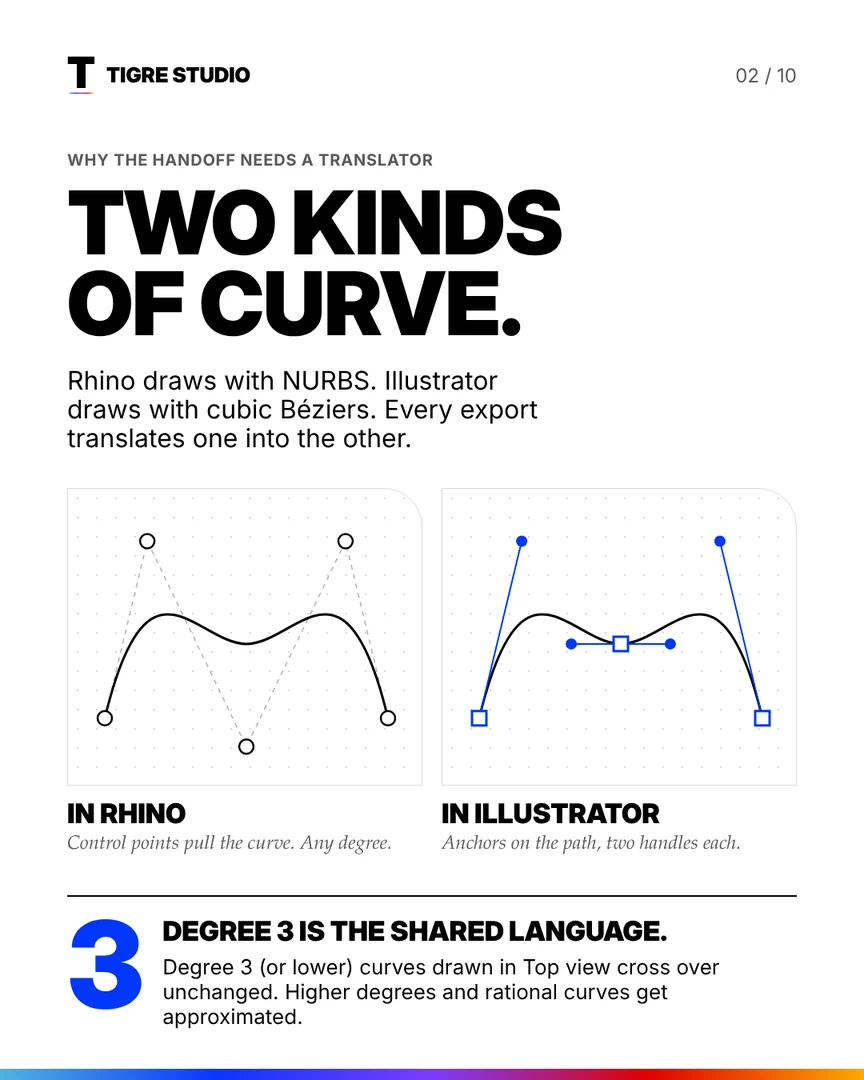 T TIGRE STUDIO
02 / 10
WHY THE HANDOFF NEEDS A TRANSLATOR
TWO KINDS
OF CURVE.
Rhino draws with NURBS. Illustrator
draws with cubic Béziers. Every export
translates one into the other.
IN RHINO
Control points pull the curve. Any degree.
IN ILLUSTRATOR
Anchors on the path, two handles each.
3
DEGREE 3 IS THE SHARED LANGUAGE.
Degree 3 (or lower) curves drawn in Top view cross over
unchanged. Higher degrees and rational curves get
approximated.